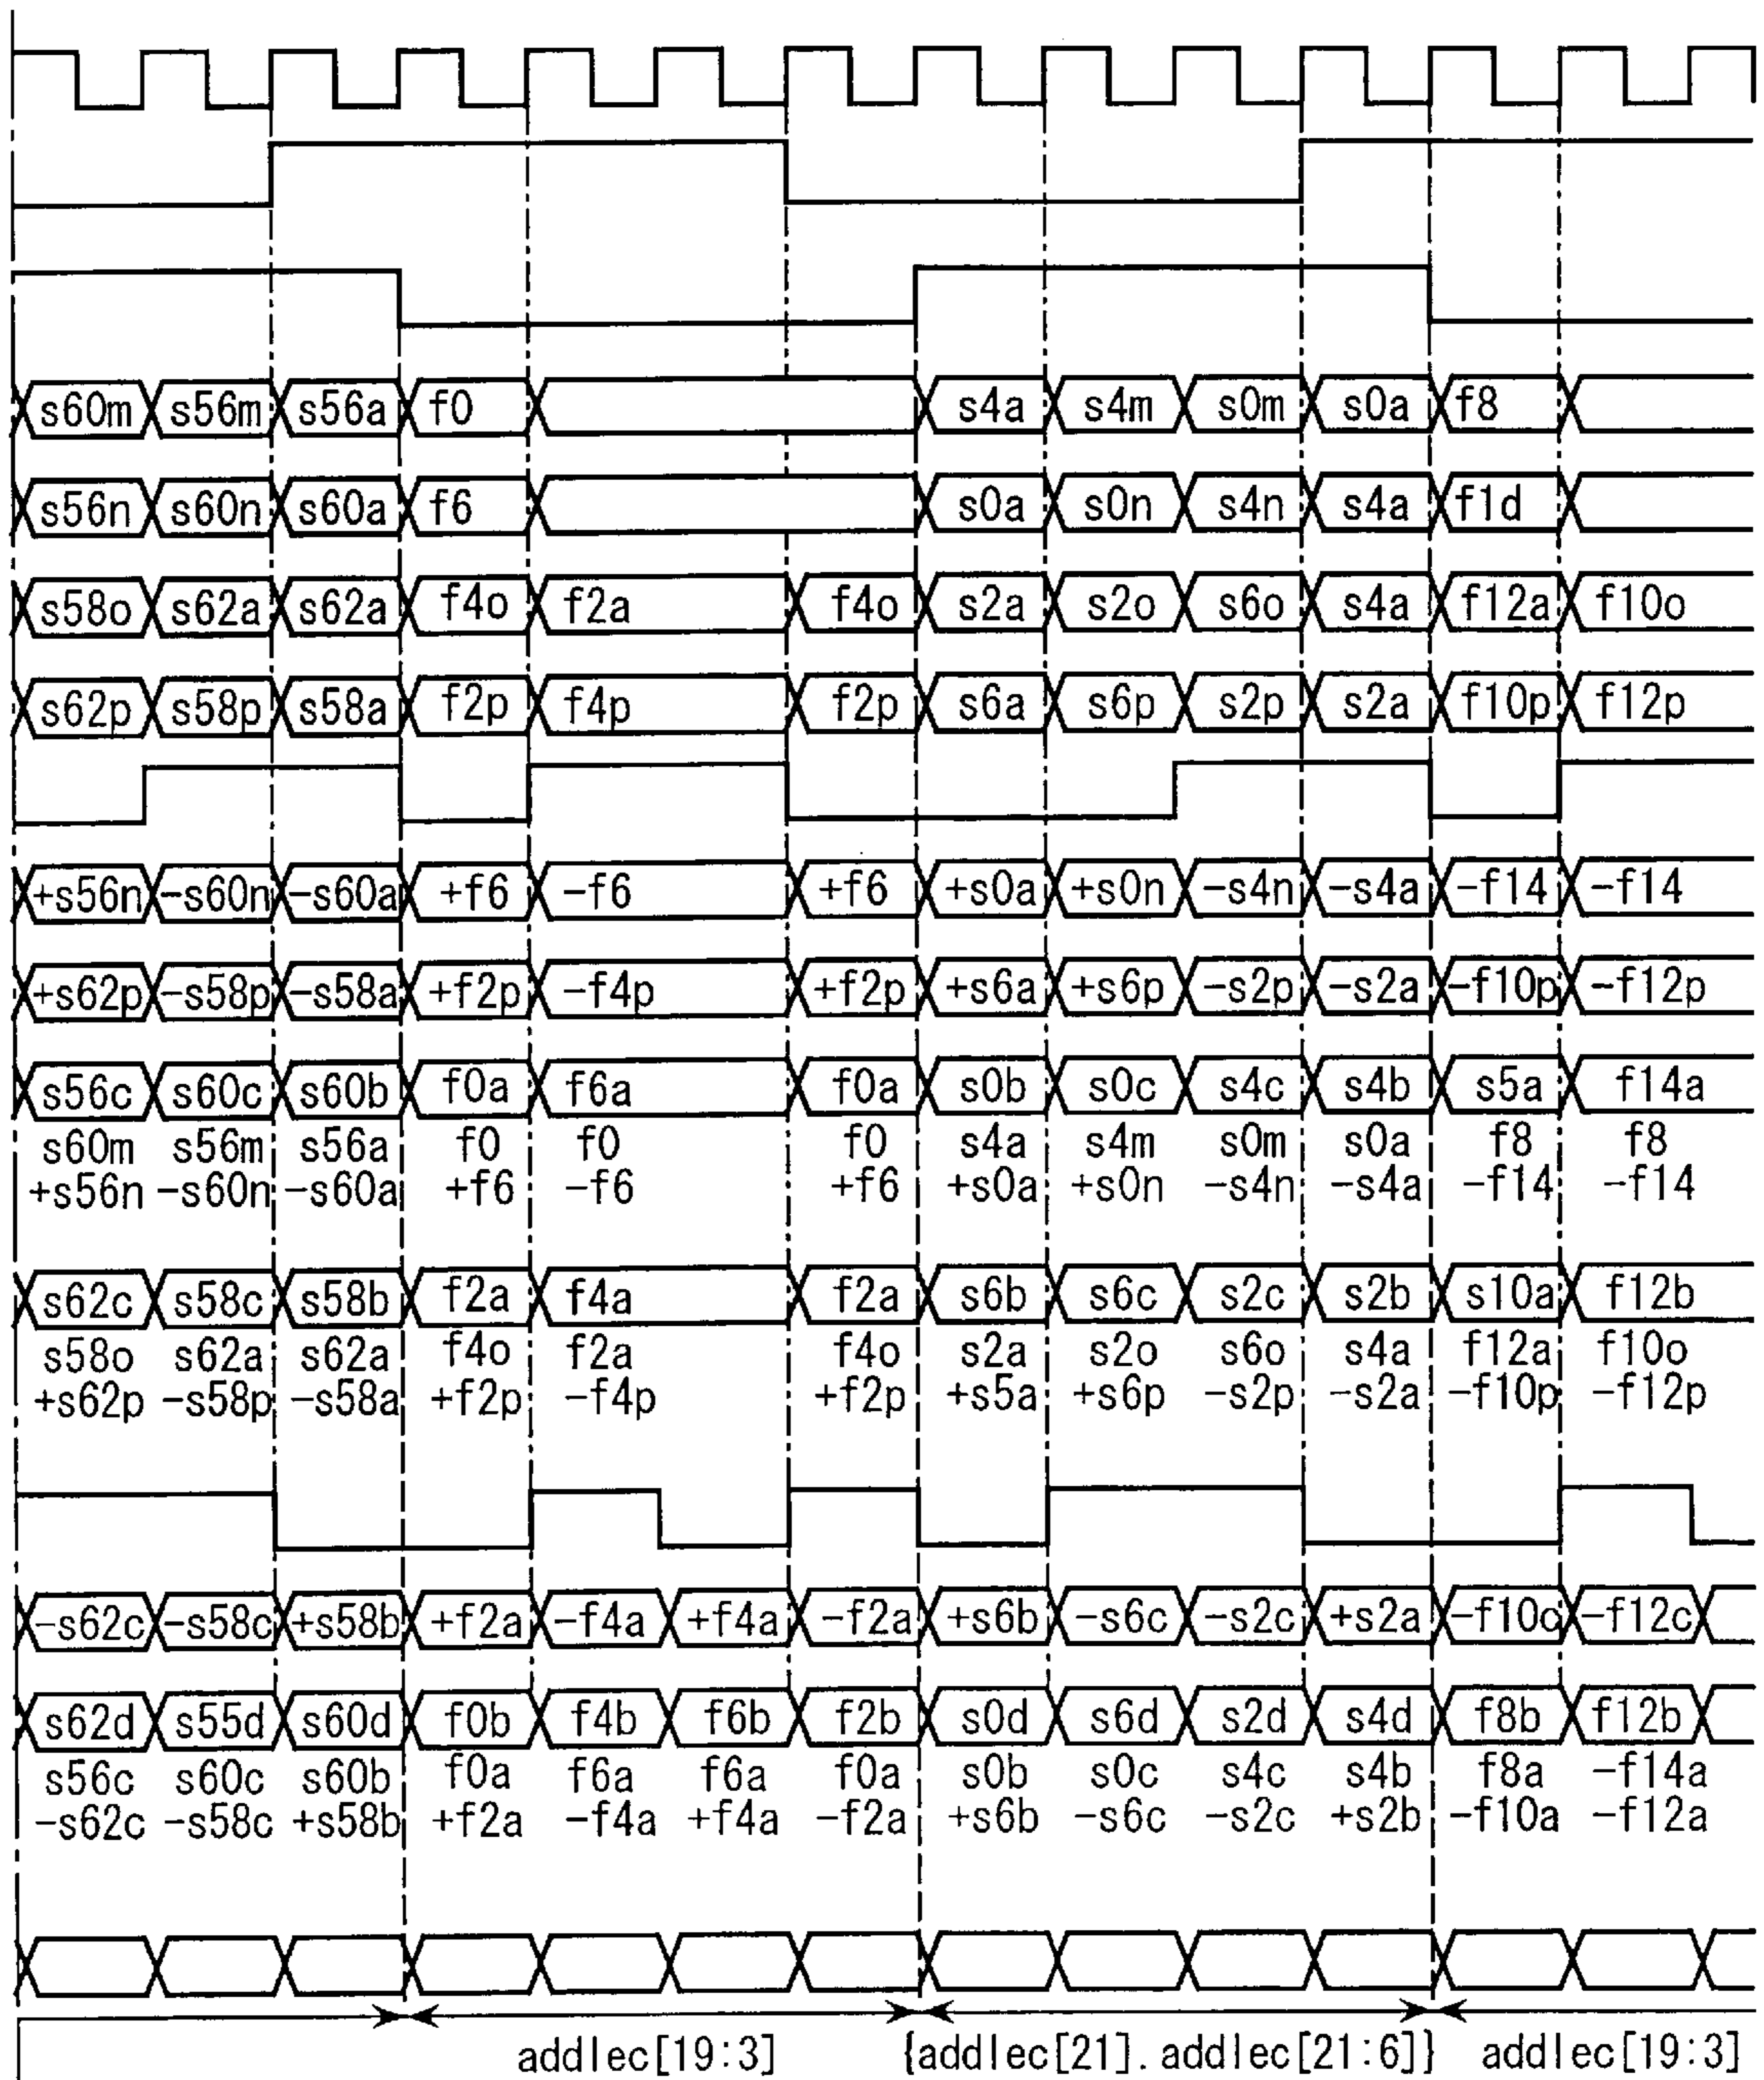 s60m s56m s56a f0 s4a s4m s0m s0a f8
s56n s60n s60a f6 s0a s0n s4n s4a f1d
s58o s62a s62a f4o f2a f4o s2a s2o s6o s4a f12a f10o
s62p s58p s58a f2p f4p f2p s6a s6p s2p s2a f10p f12p
+s56n -s60n -s60a +f6 -f6 +f6 +s0a +s0n -s4n -s4a -f14 -f14
+s62p -s58p -s58a +f2p -f4p +f2p +s6a +s6p -s2p -s2a -f10p -f12p
s56c s60c s60b f0a f6a f0a s0b s0c s4c s4b s5a f14a
s60m s56m s56a f0 f0 f0 s4a s4m s0m s0a f8 f8
+s56n -s60n -s60a +f6 -f6 +f6 +s0a +s0n -s4n -s4a -f14 -f14
s62c s58c s58b f2a f4a f2a s6b s6c s2c s2b s10a f12b
s58o s62a s62a f4o f2a f4o s2a s2o s6o s4a f12a f10o
+s62p -s58p -s58a +f2p -f4p +f2p +s5a +s6p -s2p -s2a -f10p -f12p
-s62c -s58c +s58b +f2a -f4a +f4a -f2a +s6b -s6c -s2c +s2a -f10c -f12c
s62d s55d s60d f0b f4b f6b f2b s0d s6d s2d s4d f8b f12b
s56c s60c s60b f0a f6a f6a f0a s0b s0c s4c s4b f8a -f14a
-s62c -s58c +s58b +f2a -f4a +f4a -f2a +s6b -s6c -s2c +s2b -f10a -f12a
addlec[19:3] {addlec[21]. addlec[21:6]} addlec[19:3]